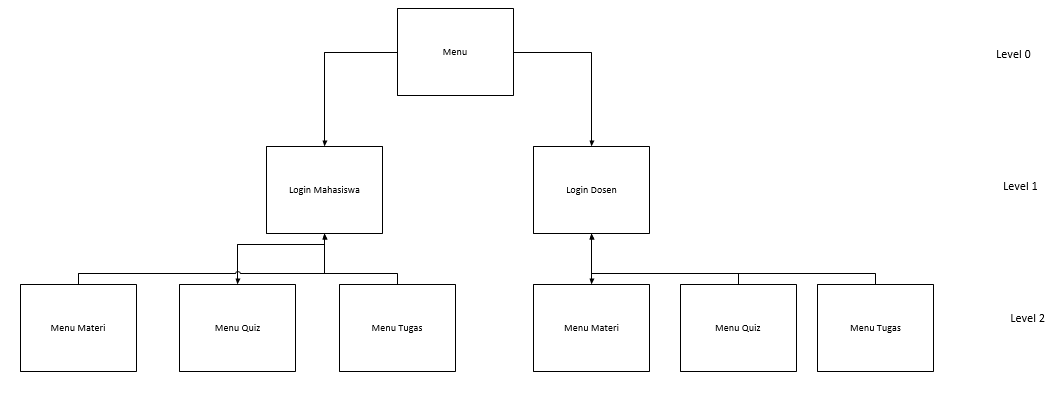 Menu
Level 0
Login Mahasiswa
Login Dosen
Level 1
Menu Materi
Menu Quiz
Menu Tugas
Menu Materi
Menu Quiz
Menu Tugas
Level 2